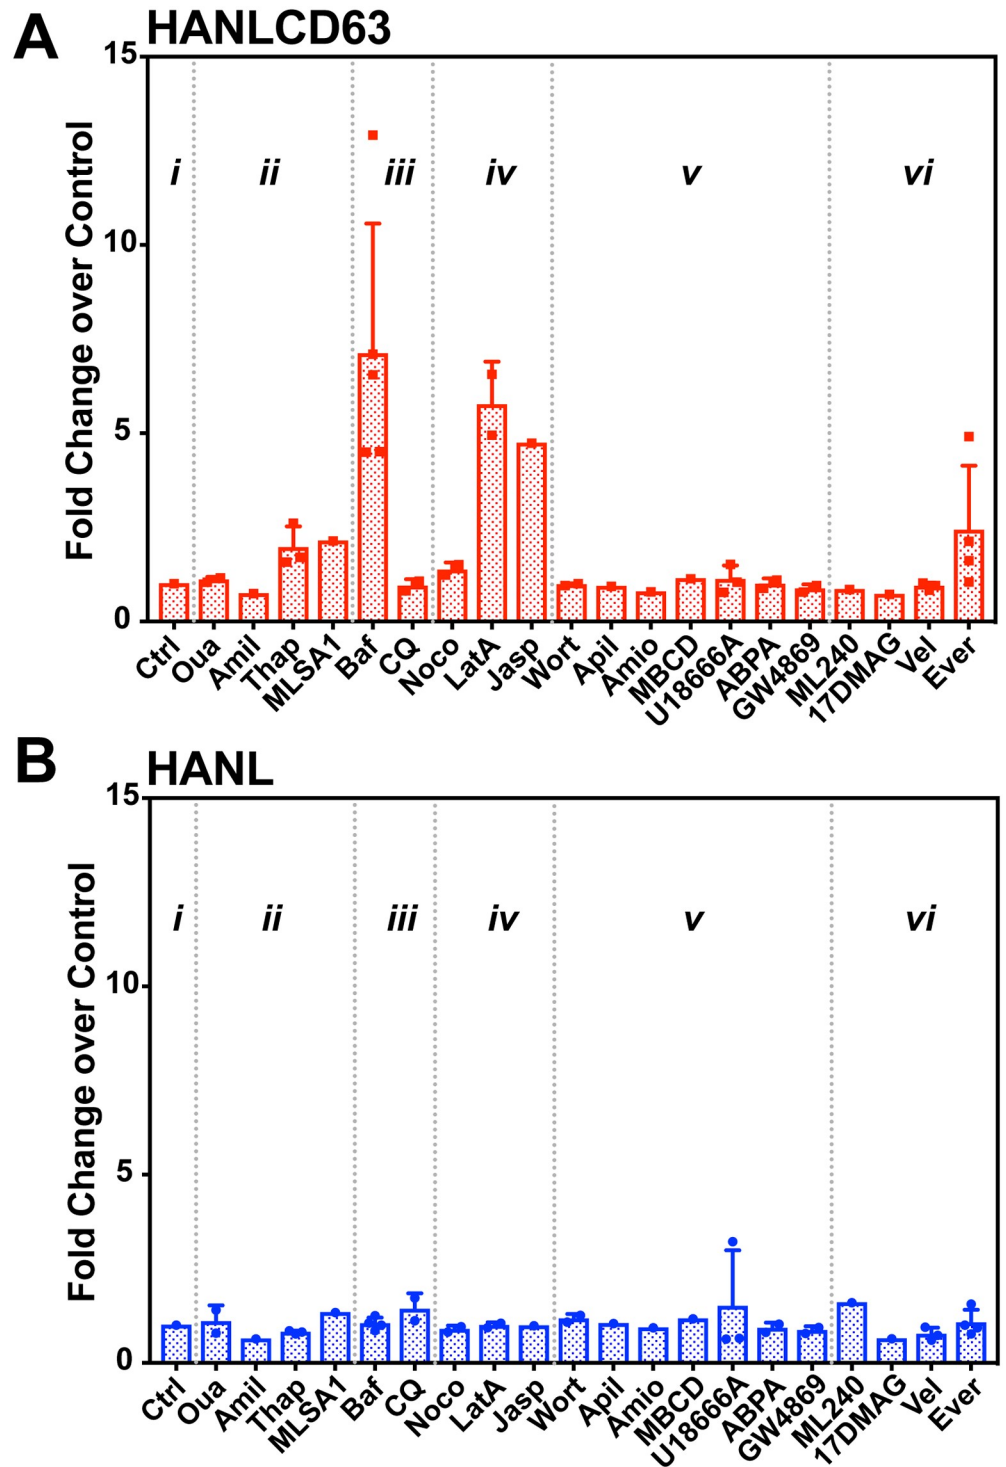 A HANLCD63
Fold Change over Control
15
10
5
0
i ii iii iv v vi
Ctrl Oua Amil Thap MLSA1 Baf CQ Noco LatA Jasp Wort Apil Amio MBCD U18666A ABPA GW4869 ML240 17DMAG Vel Ever
B HANL
Fold Change over Control
15
10
5
0
i ii iii iv v vi
Ctrl Oua Amil Thap MLSA1 Baf CQ Noco LatA Jasp Wort Apil Amio MBCD U18666A ABPA GW4869 ML240 17DMAG Vel Ever